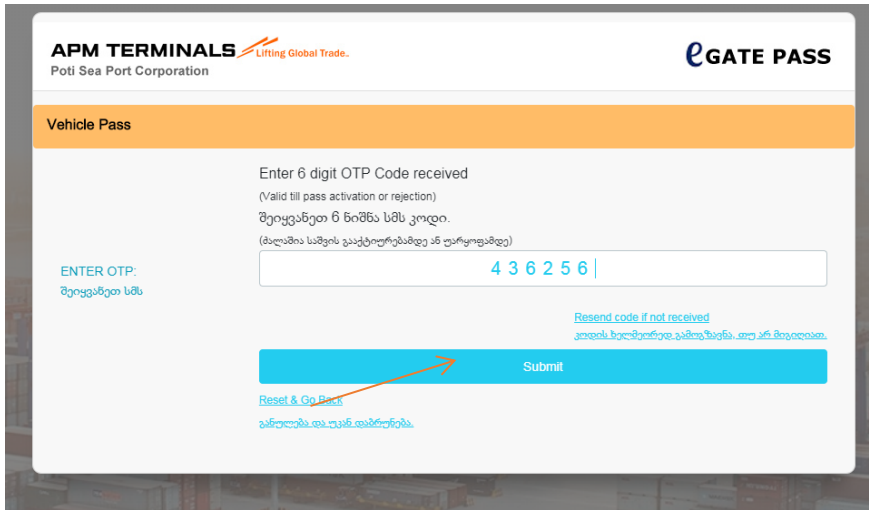 APM TERMINALS Lifting Global Trade.
Poti Sea Port Corporation
eGATE PASS
Vehicle Pass
Enter 6 digit OTP Code received
(Valid till pass activation or rejection)
შეიყვანეთ 6 ნიშნა სმს კოდი.
(ძალაშია საშვის გააქტიურებამდე ან უარყოფამდე)
ENTER OTP:
შეიყვანეთ სმს
436256
Resend code if not received
კოდის ხელმეორედ გამოგზავნა, თუ არ მიგიღიათ.
Submit
Reset & Go Back
განულება და უკან დაბრუნება.